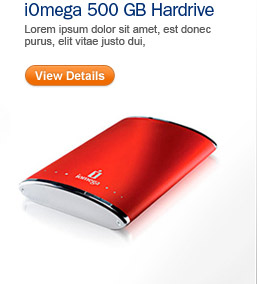 iOmega 500 GB Hardrive
Lorem ipsum dolor sit amet, est donec
purus, elit vitae justo dui,
View Details
iomega